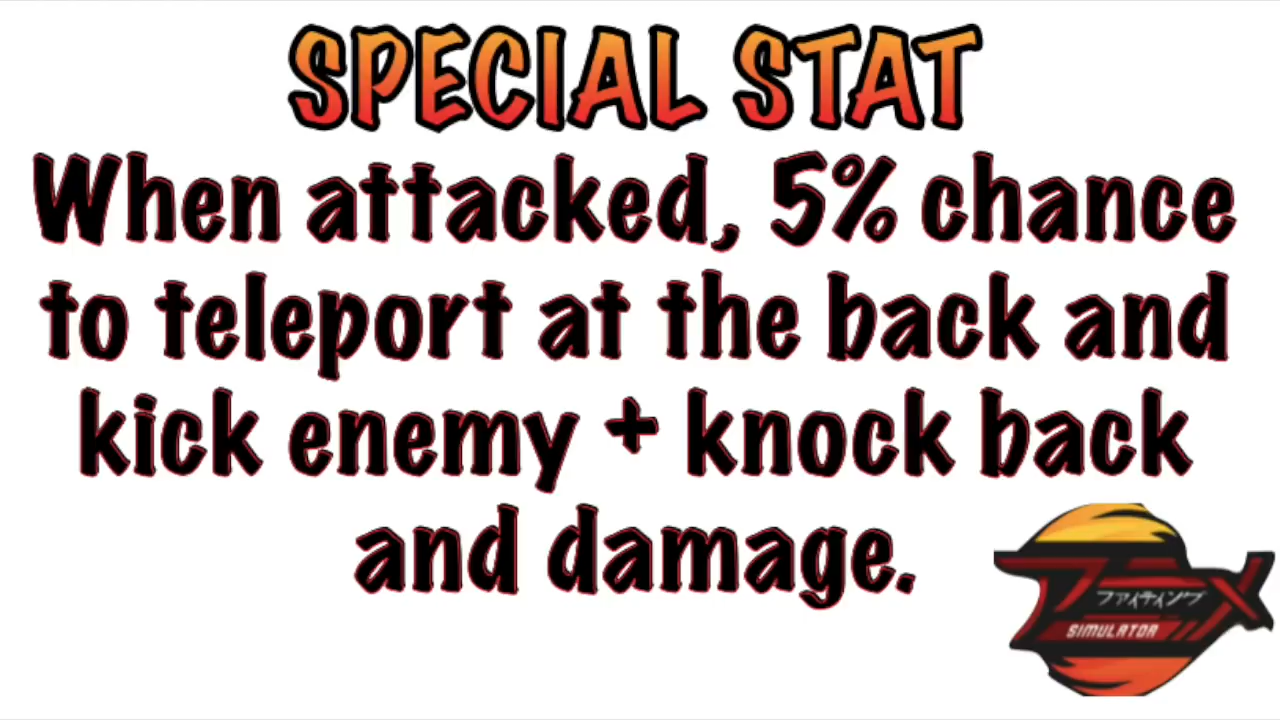 SPECIAL STAT
When attacked, 5% chance
to teleport at the back and
kick enemy + knock back
and damage.
ファイティング
SIMULATOR